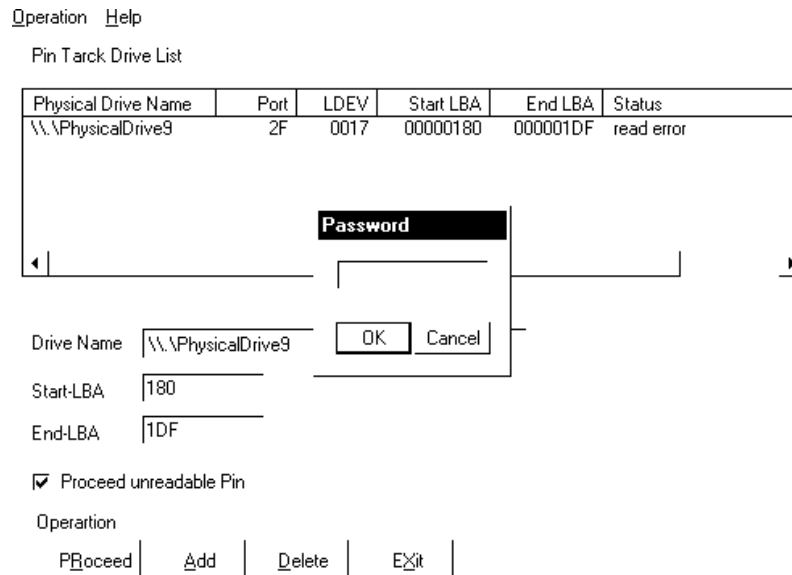 Operation Help
Pin Tarck Drive List
Physical Drive Name Port LDEV Start LBA End LBA Status
\\.\PhysicalDrive9 2F 0017 00000180 000001DF read error
Password
OK Cancel
Drive Name \\.\PhysicalDrive9
Start-LBA 180
End-LBA 1DF
Proceed unreadable Pin
Operartion
PRoceed Add Delete EXit